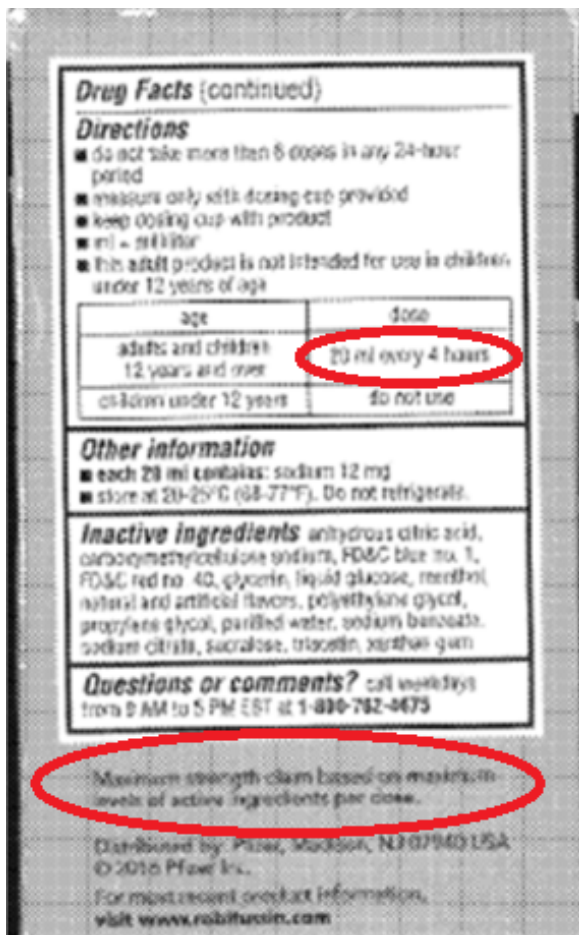 Drug Facts (continued)
Directions
■ do not take more than 6 doses in any 24-hour
period
■ measure only with dosing cup provided
■ keep dosing cup with product
■ ml = milliliter
■ this adult product is not intended for use in children
under 12 years of age
age dose
adults and children
12 years and over
20 ml every 4 hours
children under 12 years do not use
Other information
■ each 20 ml contains: sodium 12 mg
■ store at 20-25°C (68-77°F). Do not refrigerate.
Inactive ingredients anhydrous citric acid,
carboxymethylcellulose sodium, FD&C blue no. 1,
FD&C red no. 40, glycerin, liquid glucose, menthol,
natural and artificial flavors, polyethylene glycol,
propylene glycol, purified water, sodium benzoate,
sodium citrate, sucralose, triacetin, xanthan gum
Questions or comments? call weekdays
from 9 AM to 5 PM EST at 1-800-762-4675
Maximum strength claim based on maximum
levels of active ingredients per dose.
Distributed by: Pfizer, Madison, NJ 07940 USA
© 2016 Pfizer Inc.
For most recent product information,
visit www.robitussin.com